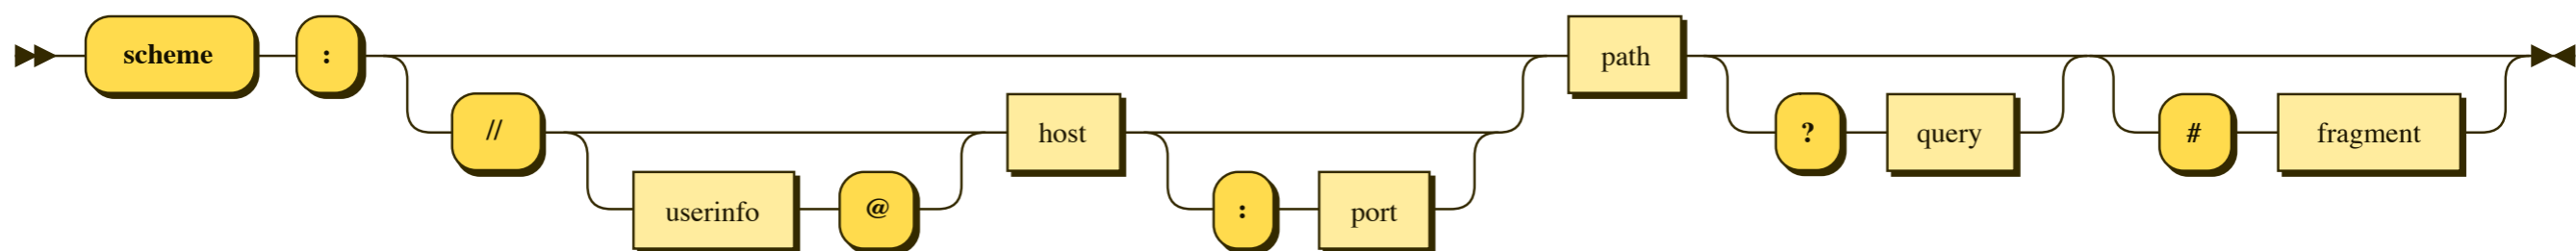 scheme : path
// host ? query # fragment
userinfo @ : port